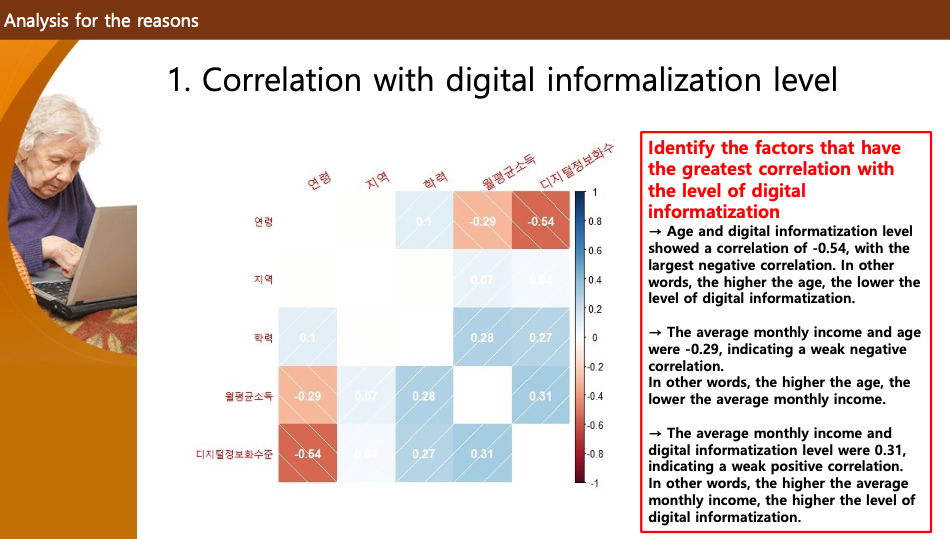 Analysis for the reasons
1. Correlation with digital informalization level
연령 지역 학력 월평균소득 디지털정보화수
연령 0.1 -0.29 -0.54
지역 0.07 0.04
학력 0.1 0.28 0.27
월평균소득 -0.29 0.07 0.28 0.31
디지털정보화수준 -0.54 0.04 0.27 0.31
1
0.8
0.6
0.4
0.2
0
-0.2
-0.4
-0.6
-0.8
-1
Identify the factors that have
the greatest correlation with
the level of digital
informatization
→ Age and digital informatization level
showed a correlation of -0.54, with the
largest negative correlation. In other
words, the higher the age, the lower the
level of digital informatization.
→ The average monthly income and age
were -0.29, indicating a weak negative
correlation.
In other words, the higher the age, the
lower the average monthly income.
→ The average monthly income and
digital informatization level were 0.31,
indicating a weak positive correlation.
In other words, the higher the average
monthly income, the higher the level of
digital informatization.